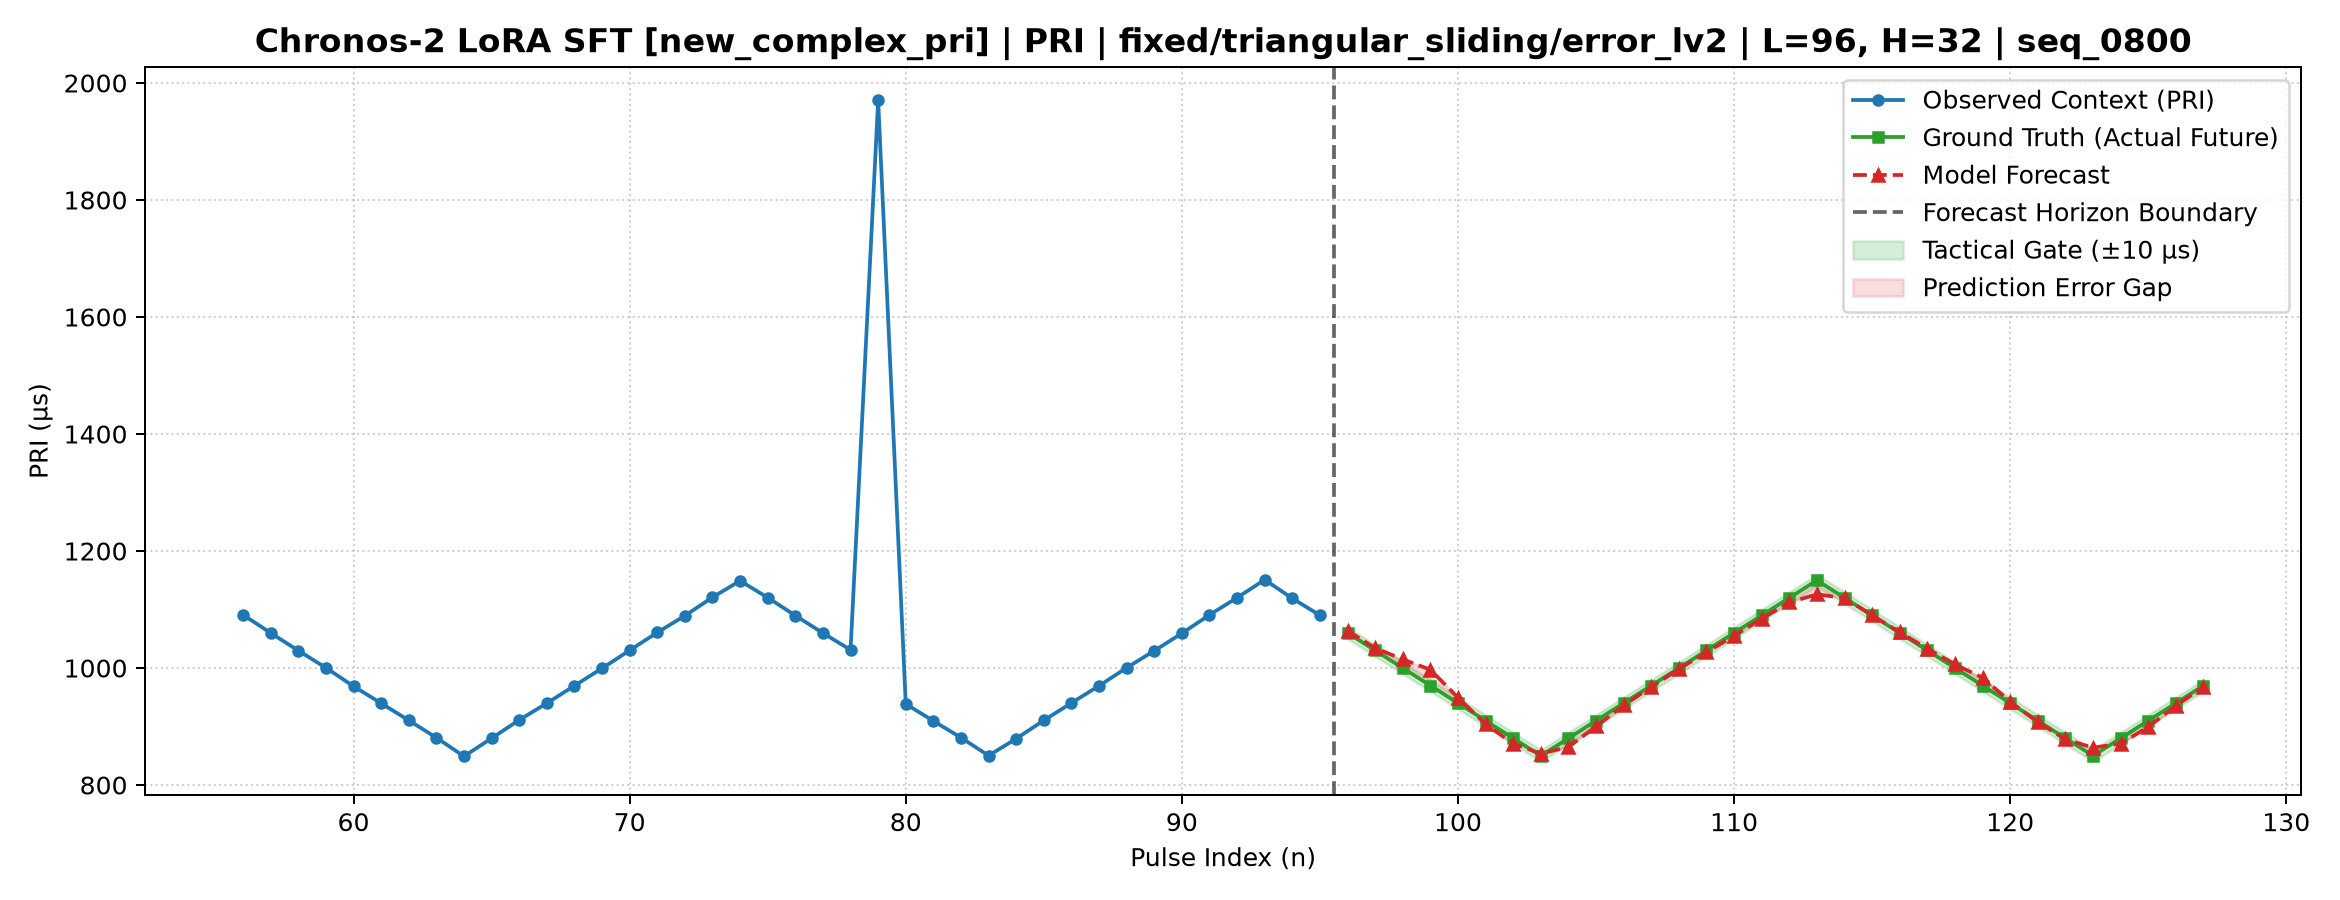 Chronos-2 LoRA SFT [new_complex_pri] | PRI | fixed/triangular_sliding/error_lv2 | L=96, H=32 | seq_0800
2000
1800
1600
1400
1200
1000
800
PRI (µs)
Observed Context (PRI)
Ground Truth (Actual Future)
Model Forecast
Forecast Horizon Boundary
Tactical Gate (±10 µs)
Prediction Error Gap
60 70 80 90 100 110 120 130
Pulse Index (n)